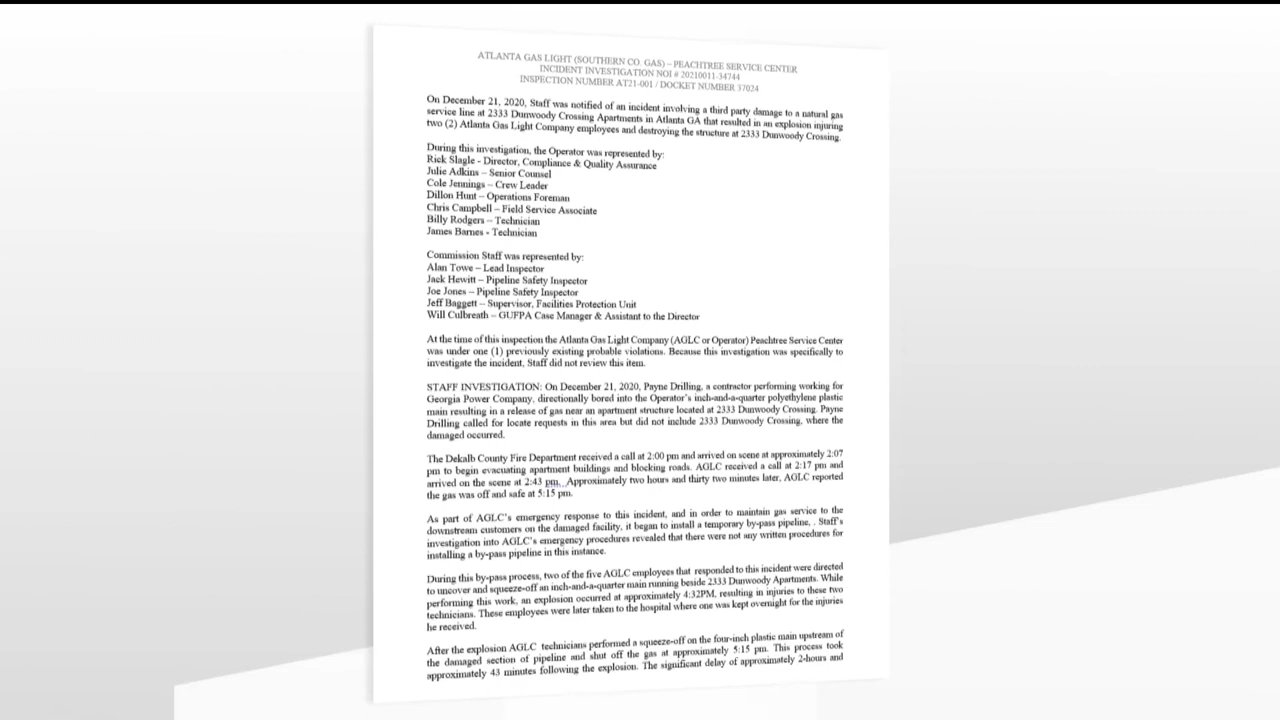 ATLANTA GAS LIGHT (SOUTHERN CO. GAS) – PEACHTREE SERVICE CENTER
INCIDENT INVESTIGATION NOI # 20210011-34744
INSPECTION NUMBER AT21-001 / DOCKET NUMBER 37024
On December 21, 2020, Staff was notified of an incident involving a third party damage to a natural gas
service line at 2333 Dunwoody Crossing Apartments in Atlanta GA that resulted in an explosion injuring
two (2) Atlanta Gas Light Company employees and destroying the structure at 2333 Dunwoody Crossing.
During this investigation, the Operator was represented by:
Rick Slagle - Director, Compliance & Quality Assurance
Julie Adkins – Senior Counsel
Cole Jennings – Crew Leader
Dillon Hunt – Operations Foreman
Chris Campbell – Field Service Associate
Billy Rodgers – Technician
James Barnes - Technician
Commission Staff was represented by:
Alan Towe – Lead Inspector
Jack Hewitt – Pipeline Safety Inspector
Joe Jones – Pipeline Safety Inspector
Jeff Baggett – Supervisor, Facilities Protection Unit
Will Culbreath – GUFPA Case Manager & Assistant to the Director
At the time of this inspection the Atlanta Gas Light Company (AGLC or Operator) Peachtree Service Center
was under one (1) previously existing probable violations. Because this investigation was specifically to
investigate the incident, Staff did not review this item.
STAFF INVESTIGATION: On December 21, 2020, Payne Drilling, a contractor performing working for
Georgia Power Company, directionally bored into the Operator's inch-and-a-quarter polyethylene plastic
main resulting in a release of gas near an apartment structure located at 2333 Dunwoody Crossing. Payne
Drilling called for locate requests in this area but did not include 2333 Dunwoody Crossing, where the
damaged occurred.
The Dekalb County Fire Department received a call at 2:00 pm and arrived on scene at approximately 2:07
pm to begin evacuating apartment buildings and blocking roads. AGLC received a call at 2:17 pm and
arrived on the scene at 2:43 pm. Approximately two hours and thirty two minutes later, AGLC reported
the gas was off and safe at 5:15 pm.
As part of AGLC's emergency response to this incident, and in order to maintain gas service to the
downstream customers on the damaged facility, it began to install a temporary by-pass pipeline, . Staff's
investigation into AGLC's emergency procedures revealed that there were not any written procedures for
installing a by-pass pipeline in this instance.
During this by-pass process, two of the five AGLC employees that responded to this incident were directed
to uncover and squeeze-off an inch-and-a-quarter main running beside 2333 Dunwoody Apartments. While
performing this work, an explosion occurred at approximately 4:32PM, resulting in injuries to these two
technicians. These employees were later taken to the hospital where one was kept overnight for the injuries
he received.
After the explosion AGLC technicians performed a squeeze-off on the four-inch plastic main upstream of
the damaged section of pipeline and shut off the gas at approximately 5:15 pm. This process took
approximately 43 minutes following the explosion. The significant delay of approximately 2-hours and